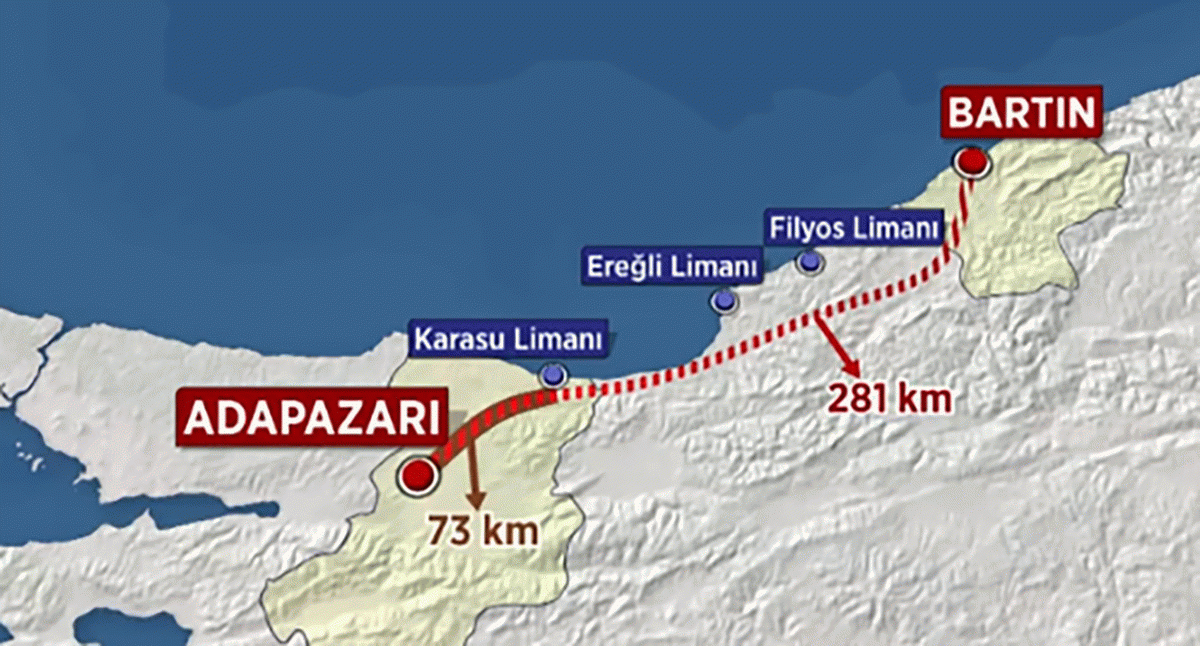 BARTIN
Filyos Limanı
Ereğli Limanı
Karasu Limanı
ADAPAZARI
281 km
73 km